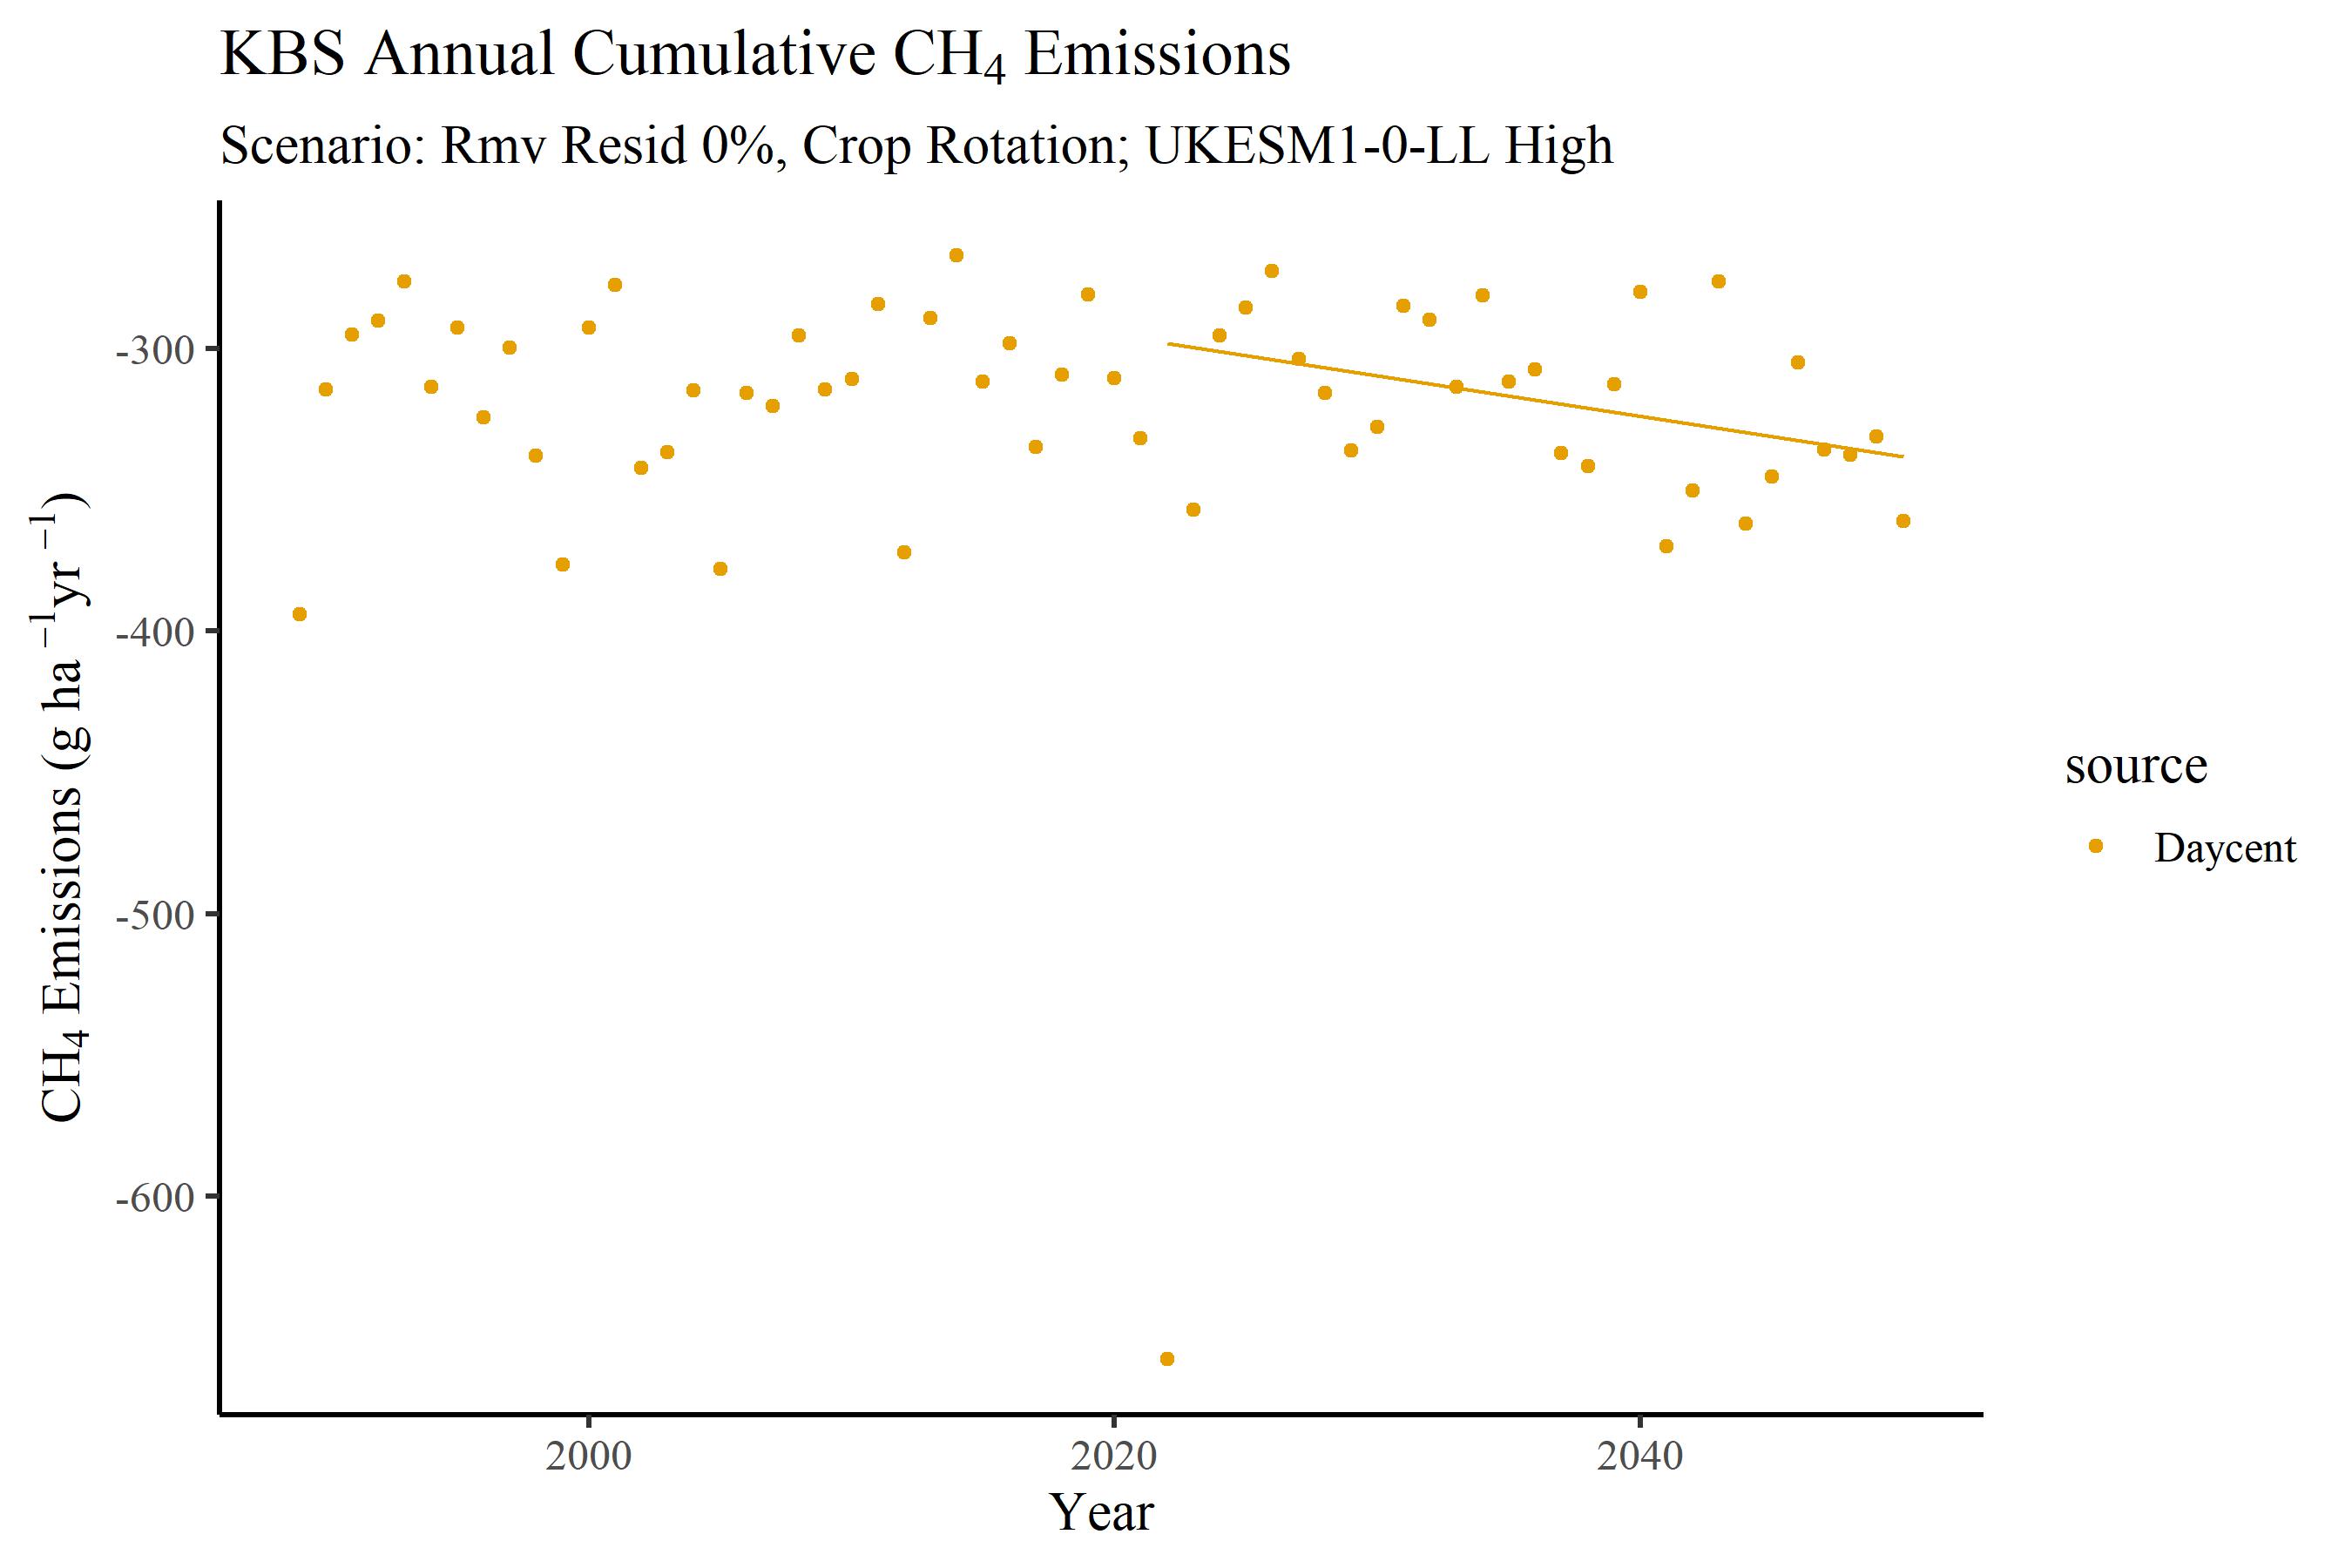 KBS Annual Cumulative CH₄ Emissions
Scenario: Rmv Resid 0%, Crop Rotation; UKESM1-0-LL High
CH₄ Emissions (g ha ⁻¹yr ⁻¹)
-300
-400
-500
-600
2000
2020
2040
Year
source
Daycent